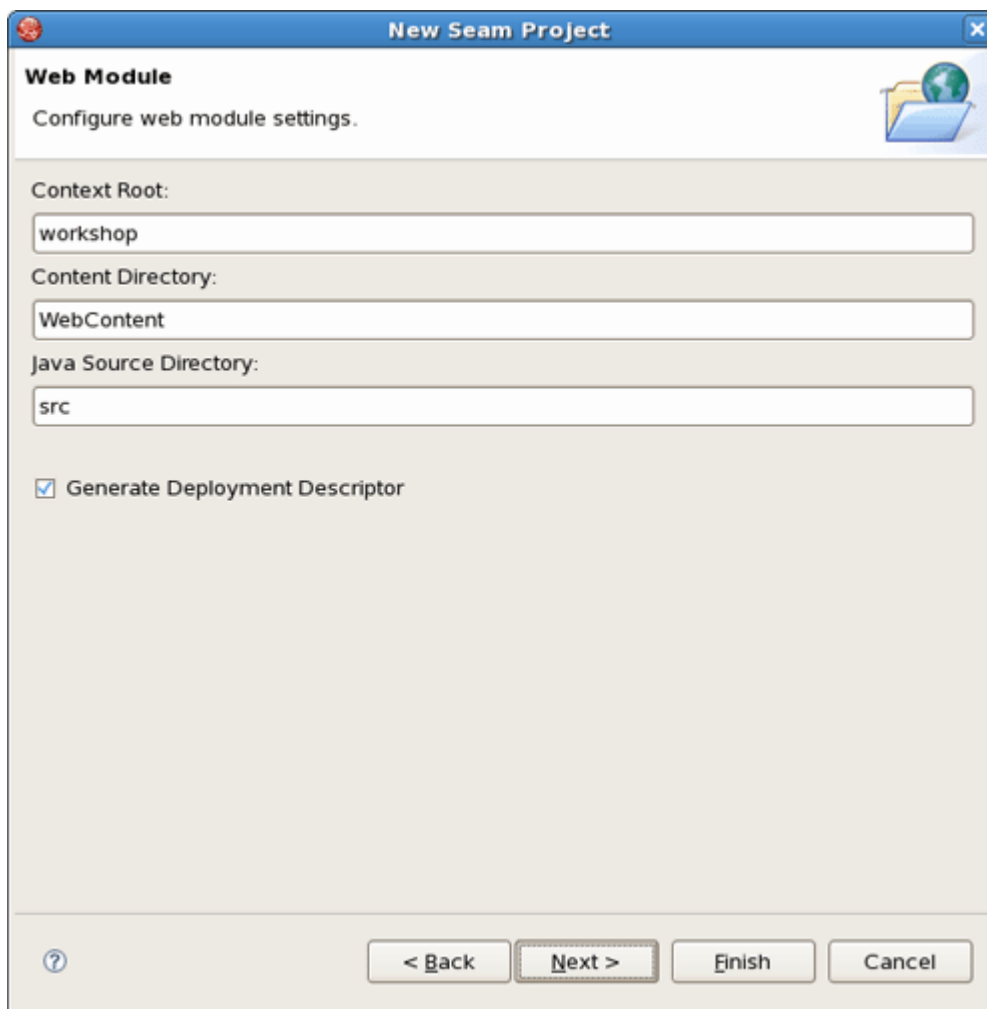 New Seam Project
Web Module
Configure web module settings.
Context Root:
workshop
Content Directory:
WebContent
Java Source Directory:
src
Generate Deployment Descriptor
< Back Next > Finish Cancel